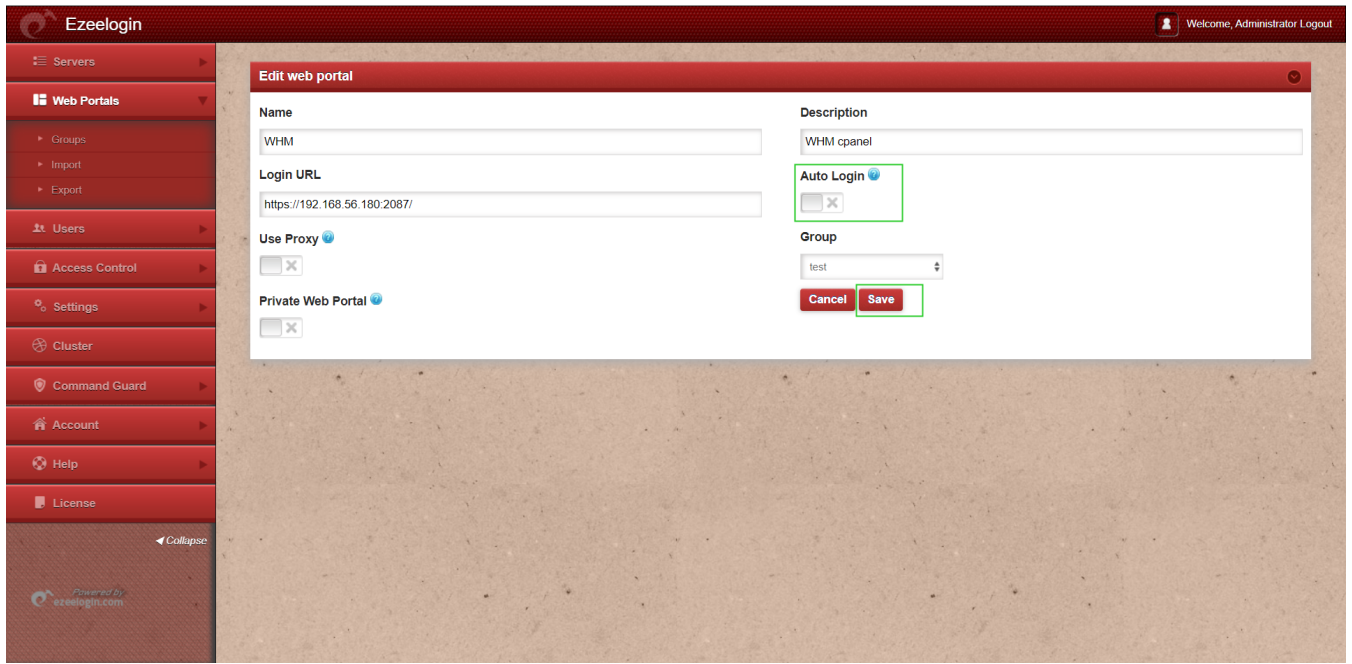 Ezeelogin
Welcome, Administrator Logout
Servers
Web Portals
Groups
Import
Export
Users
Access Control
Settings
Cluster
Command Guard
Account
Help
License
Collapse
Powered by
ezeelogin.com
Edit web portal
Name
WHM
Description
WHM cpanel
Login URL
https://192.168.56.180:2087/
Auto Login
Use Proxy
Group
test
Private Web Portal
Cancel
Save